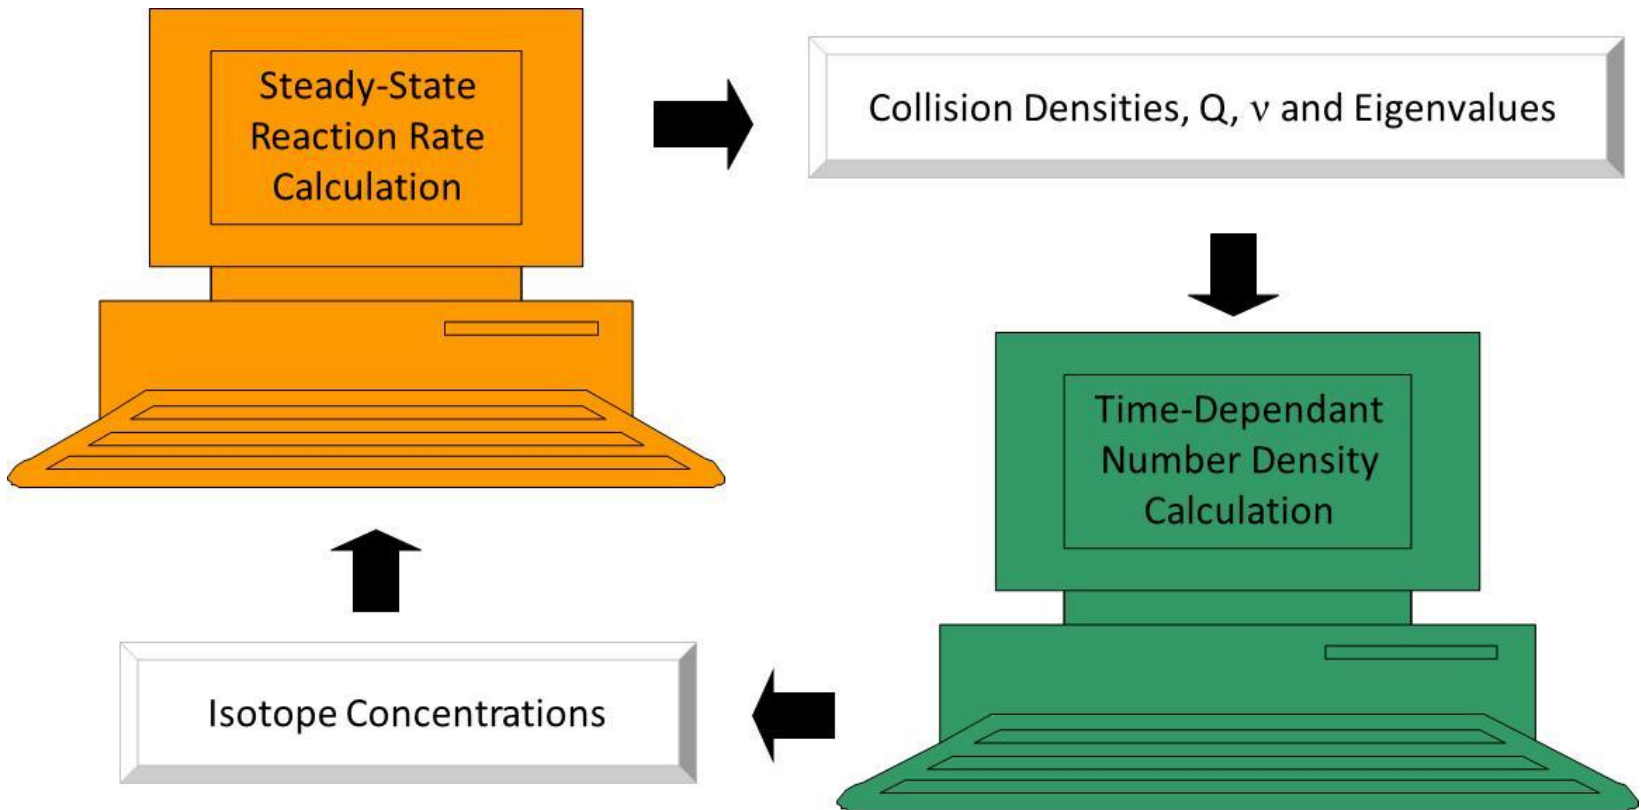 Steady-State
Reaction Rate
Calculation
Collision Densities, Q, ν and Eigenvalues
Time-Dependant
Number Density
Calculation
Isotope Concentrations